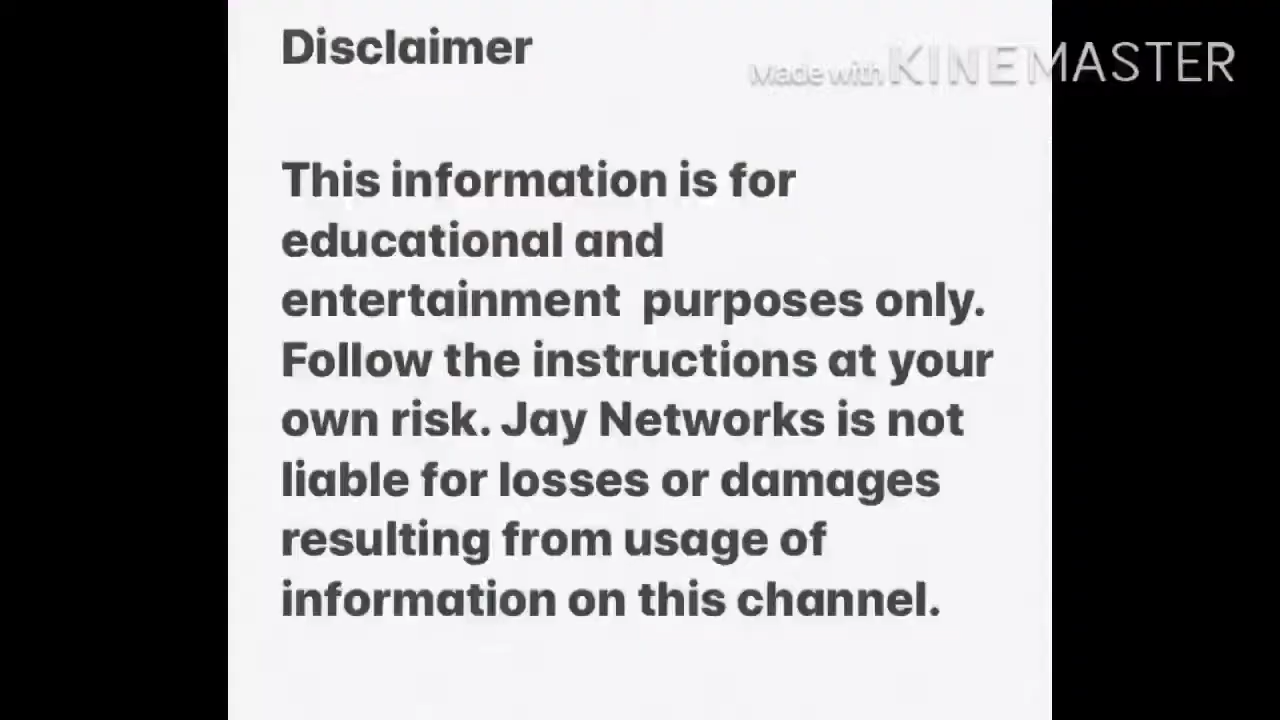 Disclaimer
Made with KINEMASTER
This information is for
educational and
entertainment  purposes only.
Follow the instructions at your
own risk. Jay Networks is not
liable for losses or damages
resulting from usage of
information on this channel.